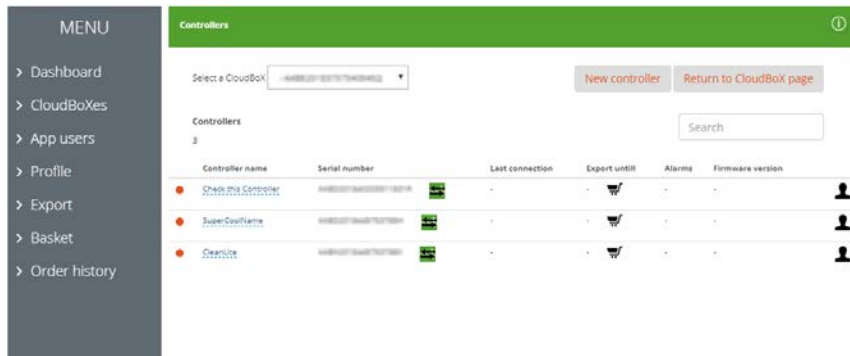 MENU
> Dashboard
> CloudBoXes
> App users
> Profile
> Export
> Basket
> Order history
Controllers
Select a CloudBoX
New controller
Return to CloudBoX page
Controllers
3
Search
Controller name Serial number Last connection Export untill Alarms Firmware version
Check this Controller - - - -
SuperCoolName - - - -
CleanLite - - - -